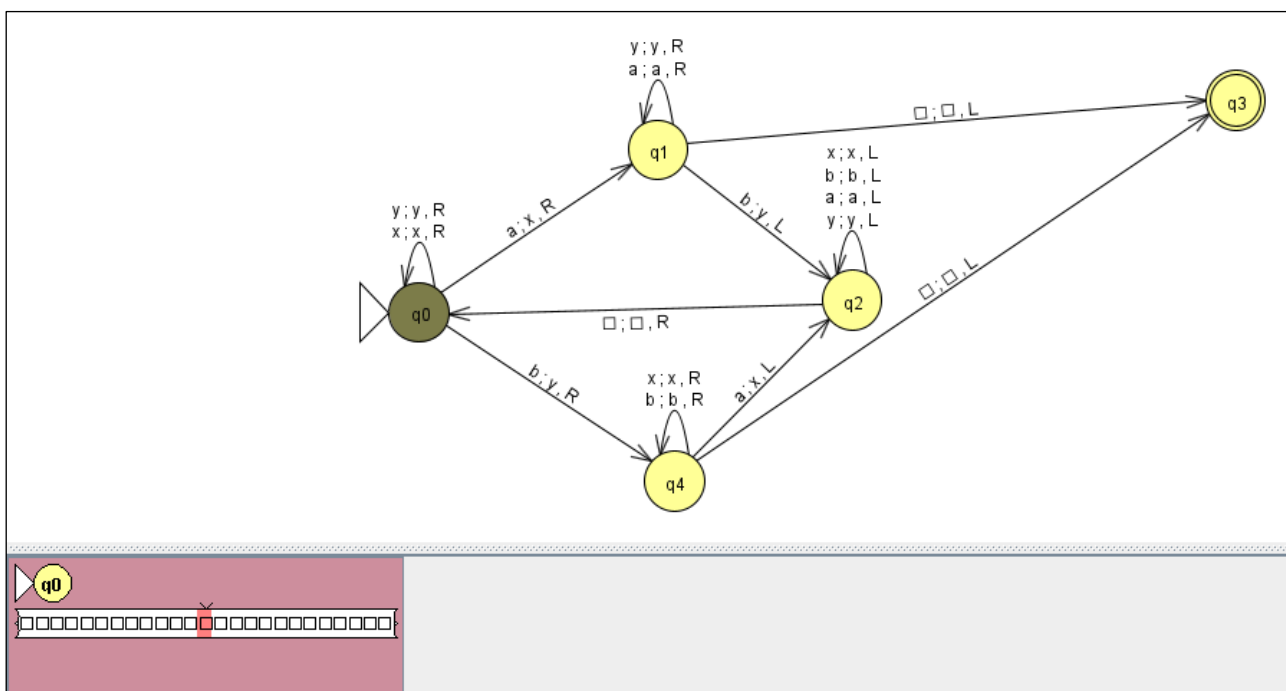 y ; y , R
a ; a , R
q3
□ ; □ , L
q1
x ; x , L
b ; b , L
a ; a , L
y ; y , L
y ; y , R
x ; x , R
a ; x , R
b ; y , L
□ ; □ , L
q2
q0
□ ; □ , R
b ; y , R
x ; x , R
b ; b , R
a ; x , L
q4
q0
□□□□□□□□□□□□□□□□□□□□□□□□□